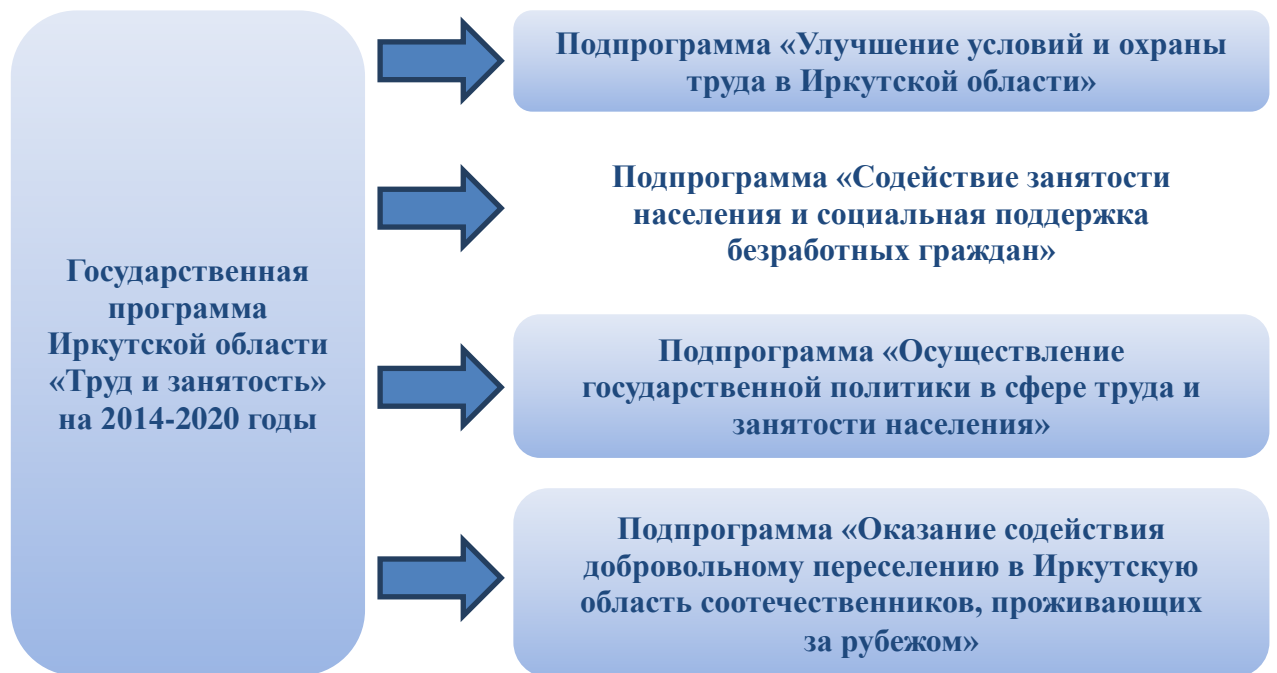 Государственная
программа
Иркутской области
«Труд и занятость»
на 2014-2020 годы
Подпрограмма «Улучшение условий и охраны
труда в Иркутской области»
Подпрограмма «Содействие занятости
населения и социальная поддержка
безработных граждан»
Подпрограмма «Осуществление
государственной политики в сфере труда и
занятости населения»
Подпрограмма «Оказание содействия
добровольному переселению в Иркутскую
область соотечественников, проживающих
за рубежом»